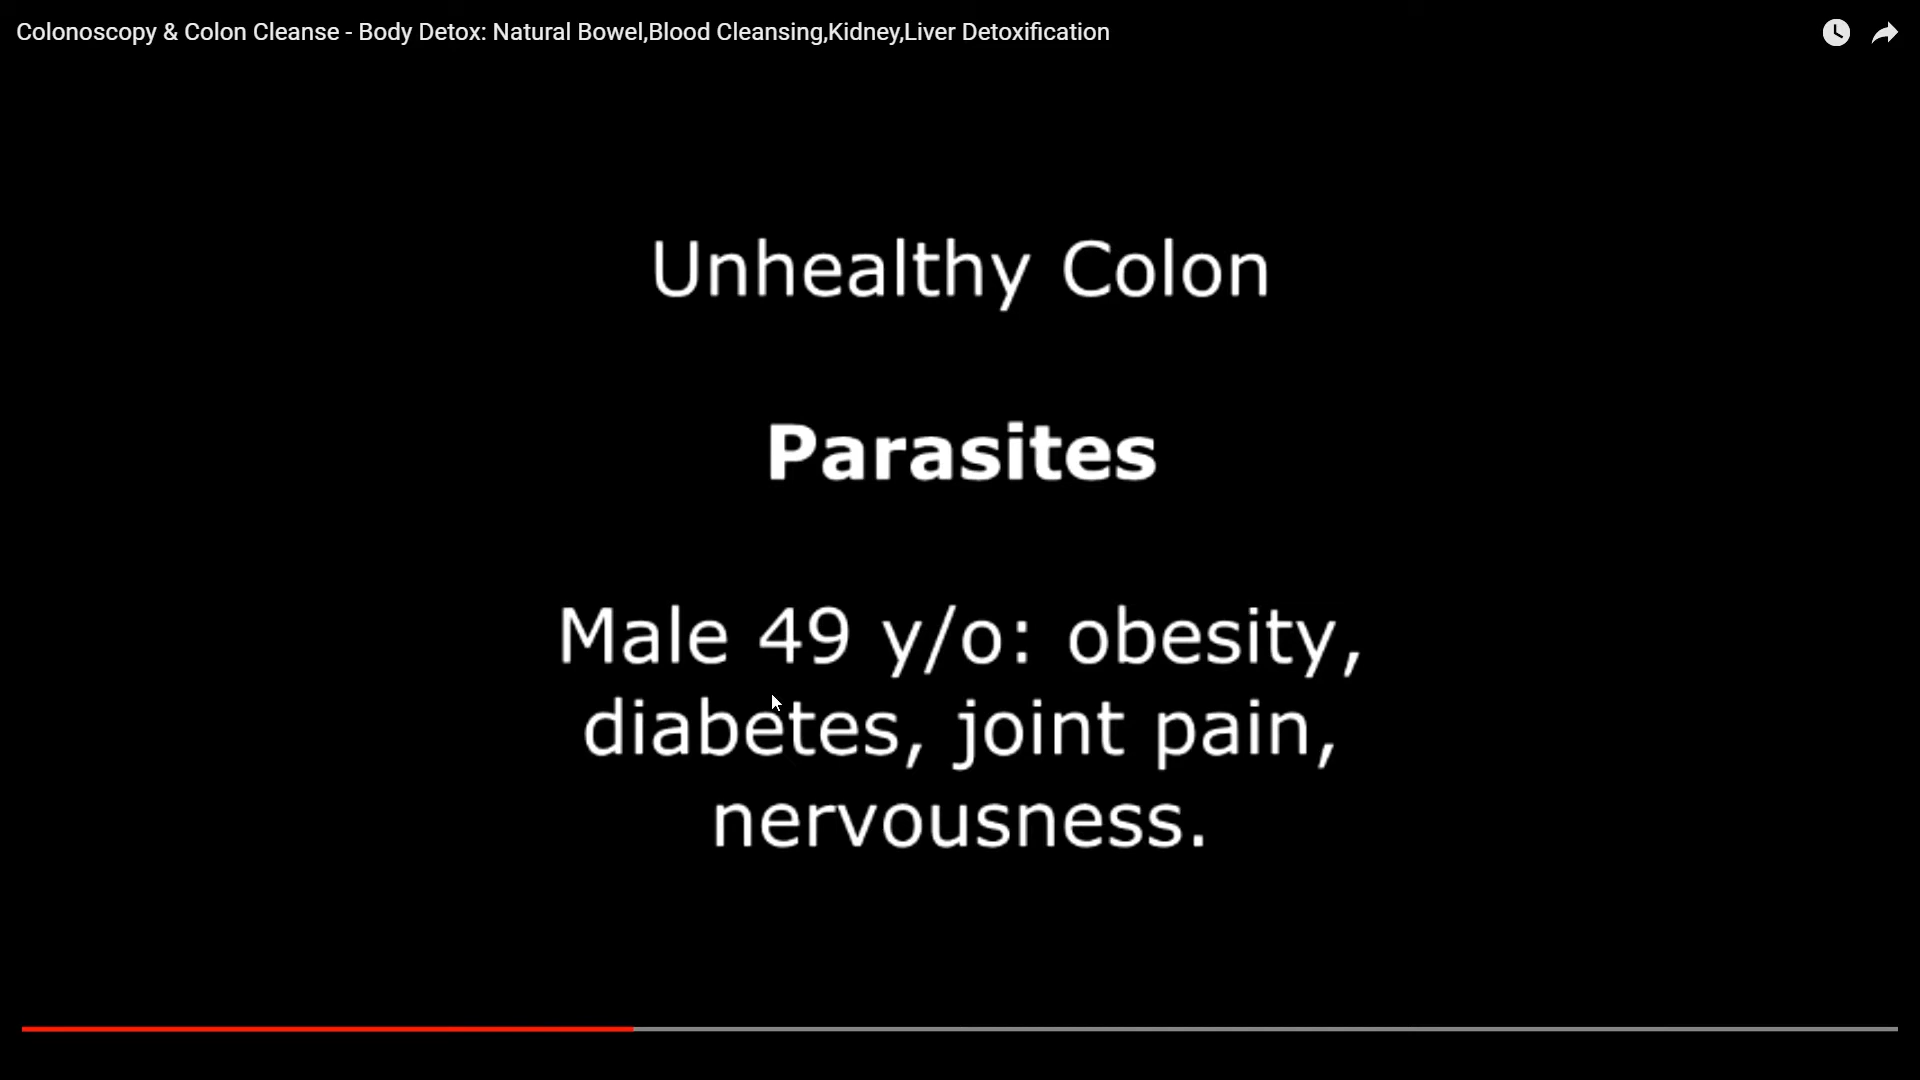 Colonoscopy & Colon Cleanse - Body Detox: Natural Bowel,Blood Cleansing,Kidney,Liver Detoxification
Unhealthy Colon
Parasites
Male 49 y/o: obesity,
diabetes, joint pain,
nervousness.